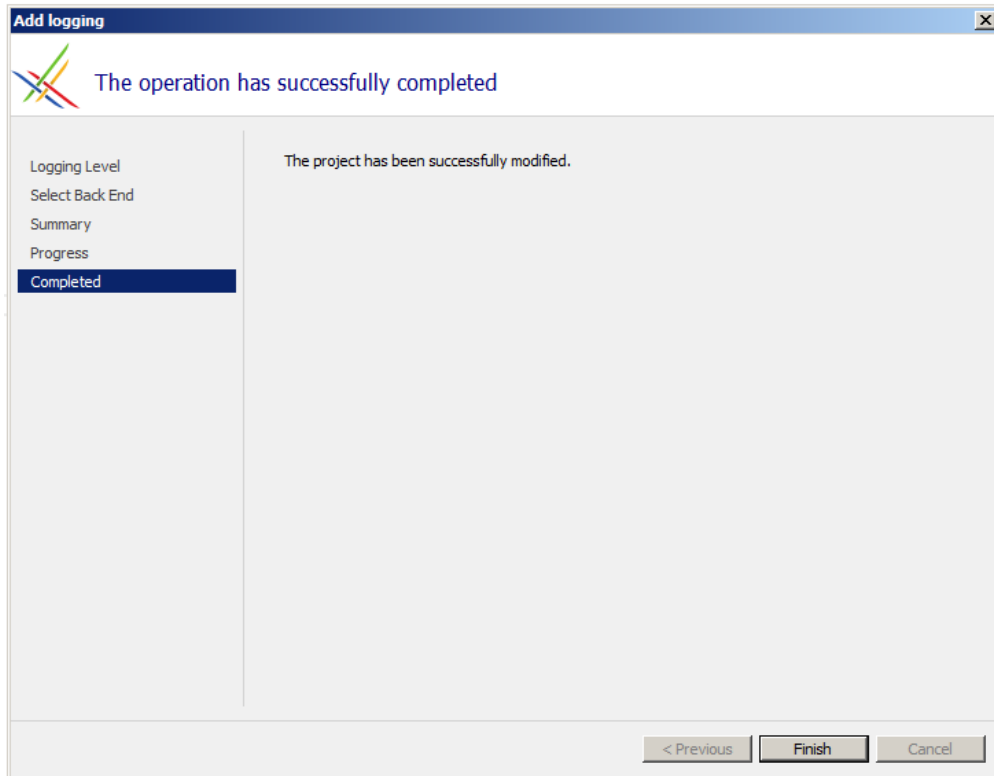 Add logging
The operation has successfully completed
Logging Level
Select Back End
Summary
Progress
Completed
The project has been successfully modified.
< Previous
Finish
Cancel